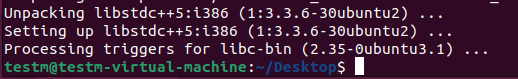 Unpacking libstdc++5:i386 (1:3.3.6-30ubuntu2) ...
Setting up libstdc++5:i386 (1:3.3.6-30ubuntu2) ...
Processing triggers for libc-bin (2.35-0ubuntu3.1) ...
testm@testm-virtual-machine:~/Desktop$